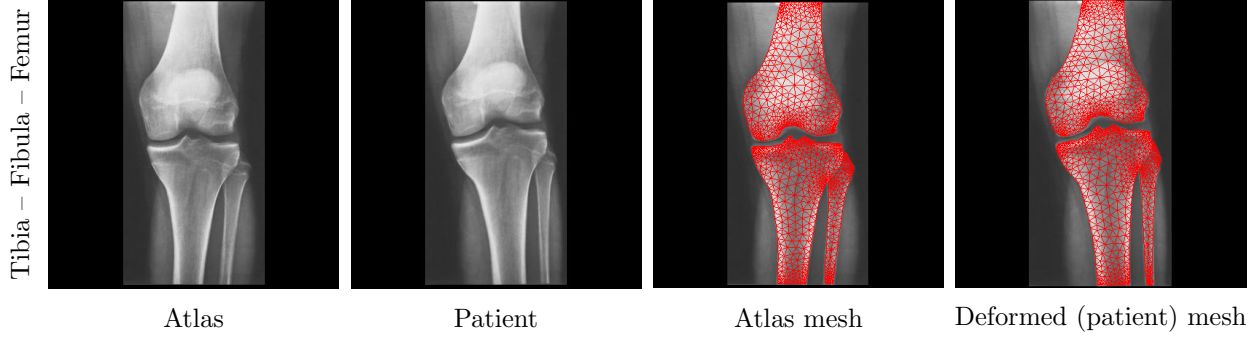 Tibia – Fibula – Femur
Atlas
Patient
Atlas mesh
Deformed (patient) mesh